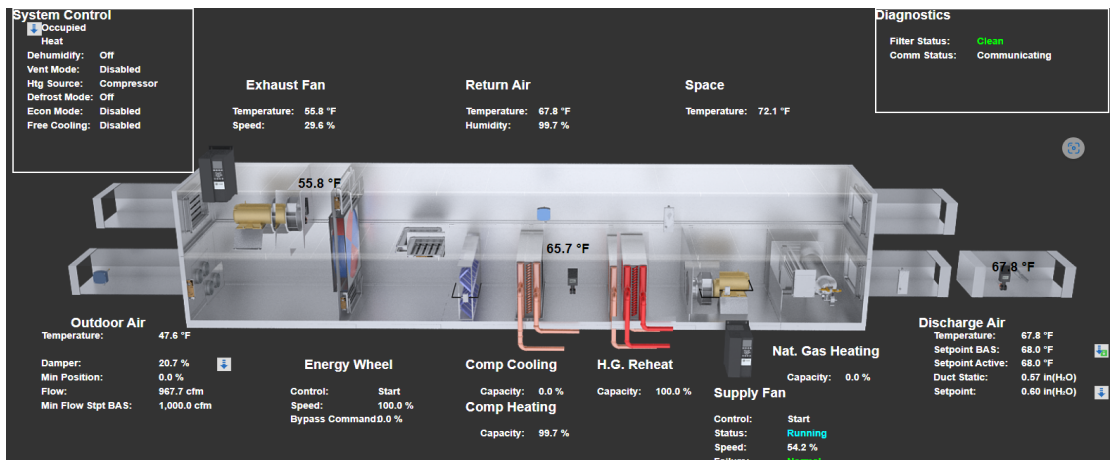 System Control
Occupied
Heat
Dehumidify: Off
Vent Mode: Disabled
Htg Source: Compressor
Defrost Mode: Off
Econ Mode: Disabled
Free Cooling: Disabled
Diagnostics
Filter Status: Clean
Comm Status: Communicating
Exhaust Fan
Temperature: 55.8 °F
Speed: 29.6 %
Return Air
Temperature: 67.8 °F
Humidity: 99.7 %
Space
Temperature: 72.1 °F
55.8 °F
65.7 °F
67.8 °F
Outdoor Air
Temperature: 47.6 °F
Damper: 20.7 %
Min Position: 0.0 %
Flow: 967.7 cfm
Min Flow Stpt BAS: 1,000.0 cfm
Energy Wheel
Control: Start
Speed: 100.0 %
Bypass Command: 0.0 %
Comp Cooling
Capacity: 0.0 %
Comp Heating
Capacity: 99.7 %
H.G. Reheat
Capacity: 100.0 %
Nat. Gas Heating
Capacity: 0.0 %
Supply Fan
Control: Start
Status: Running
Speed: 54.2 %
Failure: Normal
Discharge Air
Temperature: 67.8 °F
Setpoint BAS: 68.0 °F
Setpoint Active: 68.0 °F
Duct Static: 0.57 in(H₂O)
Setpoint: 0.60 in(H₂O)